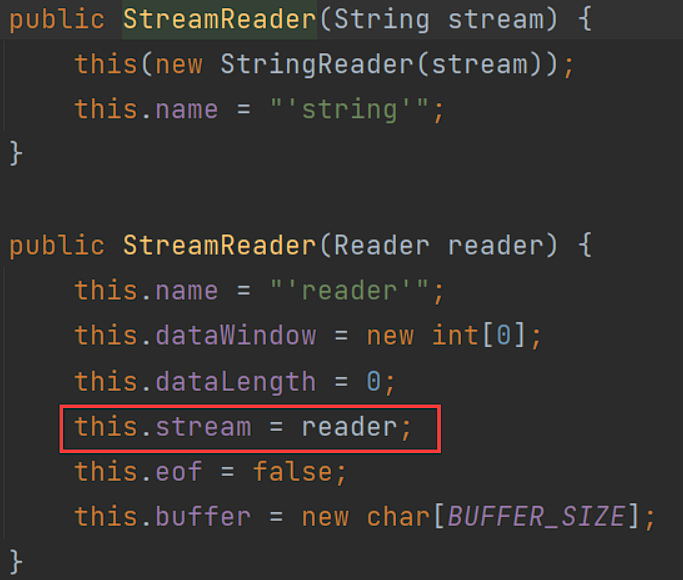 public StreamReader(String stream) {
this(new StringReader(stream));
this.name = "'string'";
}
public StreamReader(Reader reader) {
this.name = "'reader'";
this.dataWindow = new int[0];
this.dataLength = 0;
this.stream = reader;
this.eof = false;
this.buffer = new char[BUFFER_SIZE];
}